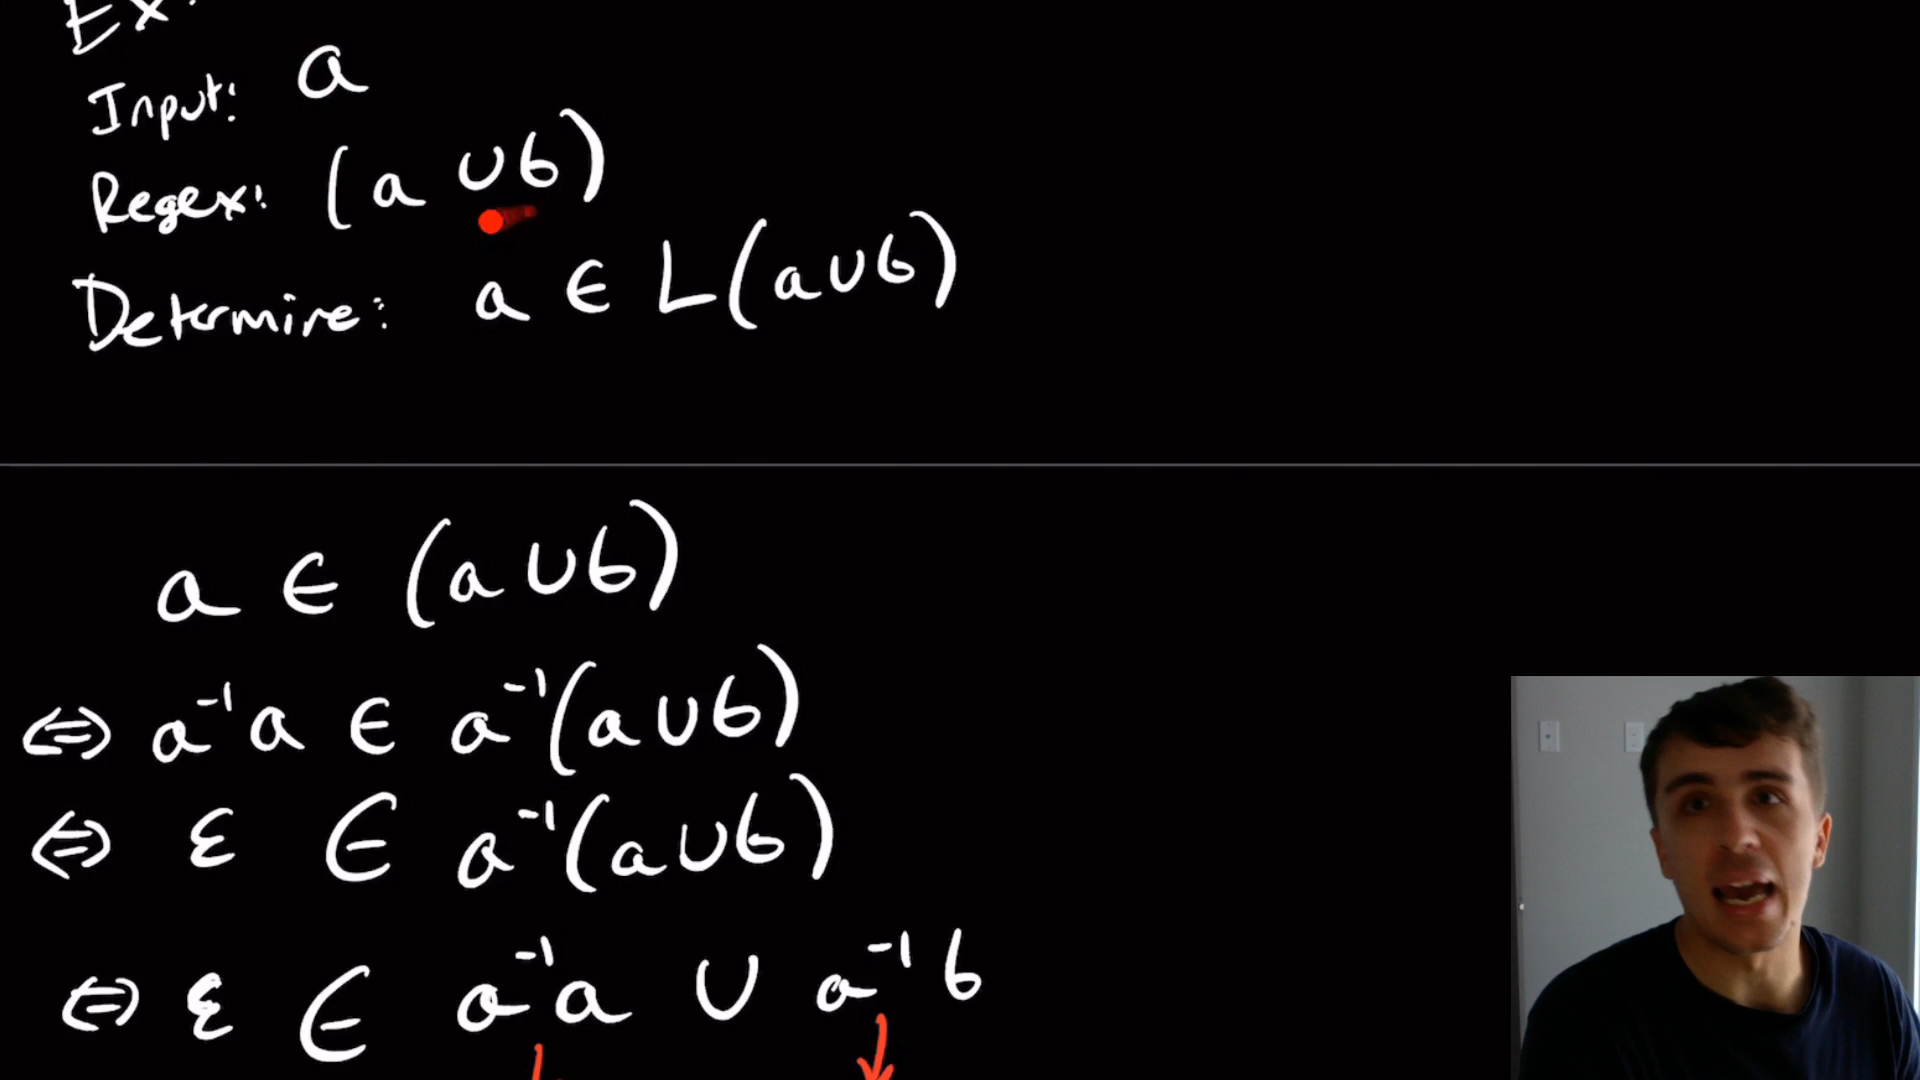 Ex:
Input: a
Regex: (a ∪ b)
Determine: a ∈ L(a∪b)
a ∈ (a ∪ b)
⇔ a⁻¹a ∈ a⁻¹(a∪b)
⇔ ε ∈ a⁻¹(a∪b)
⇔ ε ∈ a⁻¹a ∪ a⁻¹b